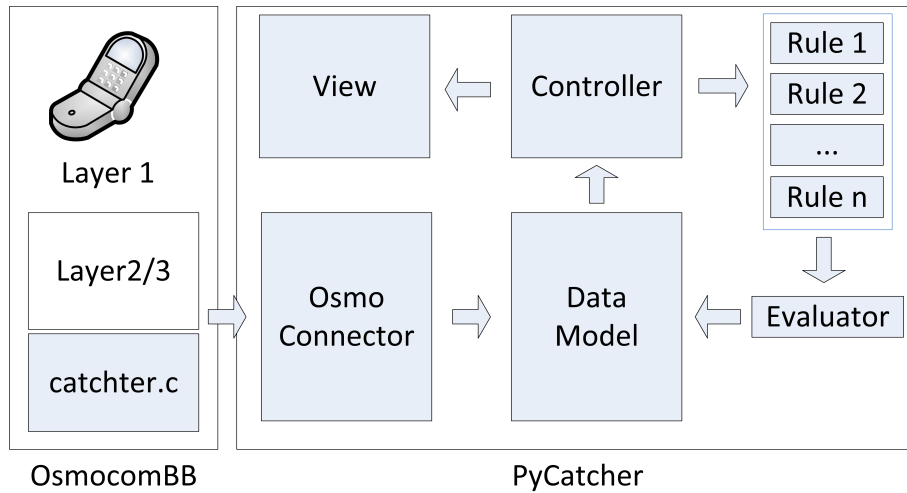 Layer 1
Layer2/3
catchter.c
OsmocomBB
View
Controller
Rule 1
Rule 2
...
Rule n
Osmo
Connector
Data
Model
Evaluator
PyCatcher